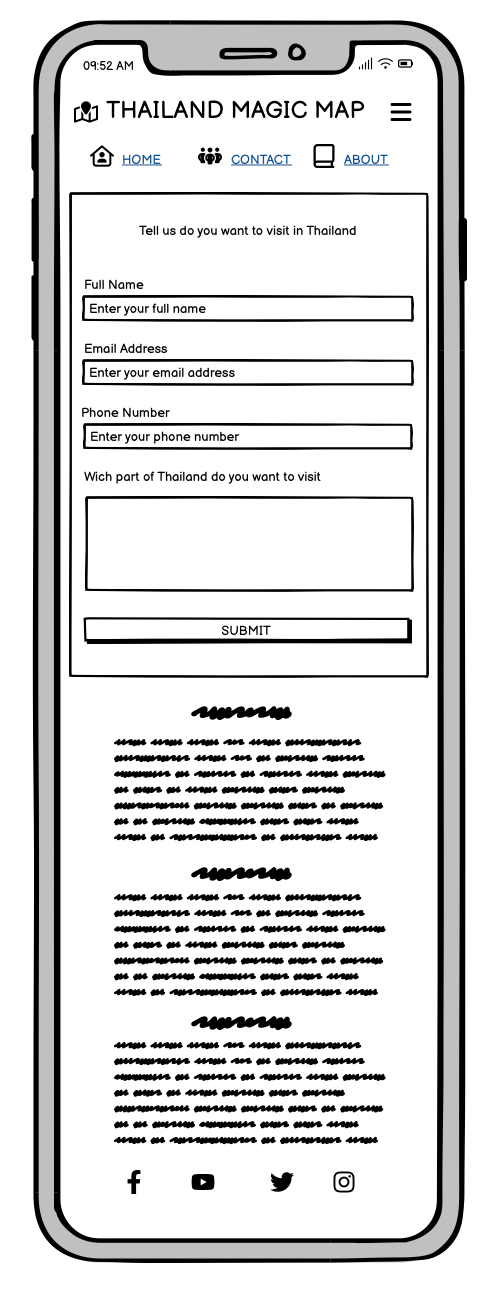 09:52 AM
THAILAND MAGIC MAP
HOME CONTACT ABOUT
Tell us do you want to visit in Thailand
Full Name
Enter your full name
Email Address
Enter your email address
Phone Number
Enter your phone number
Wich part of Thailand do you want to visit
SUBMIT